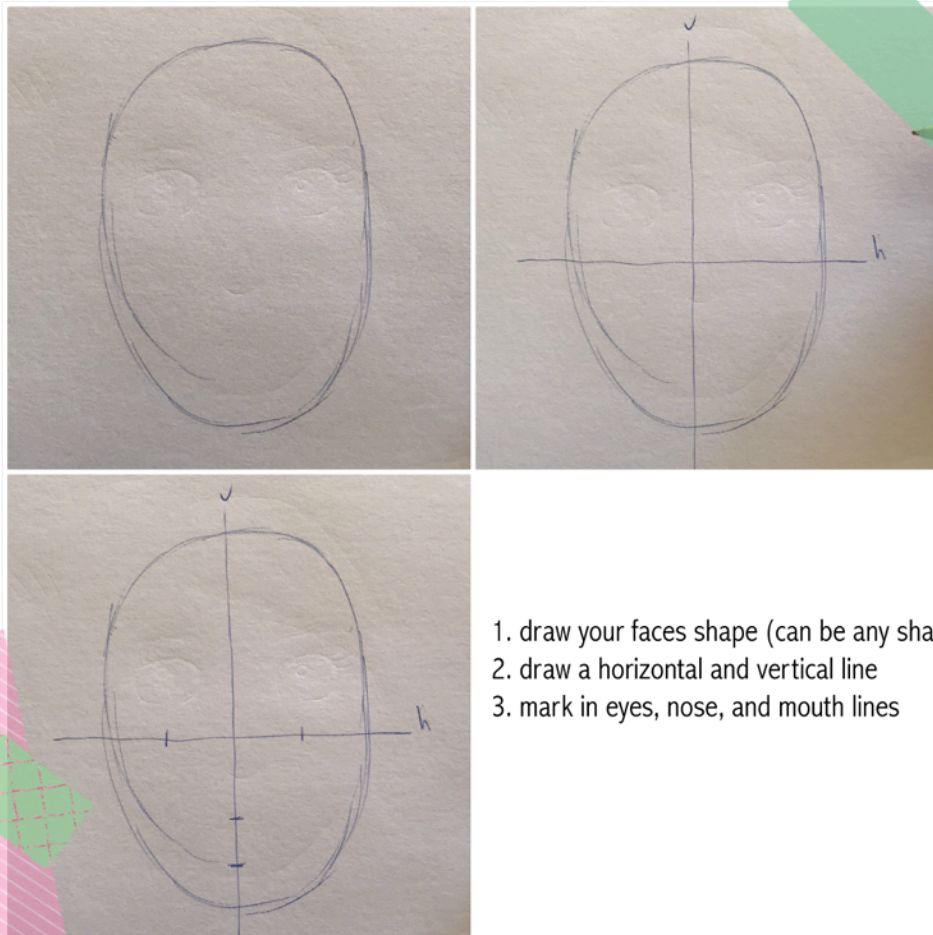 v
h
v
h
1. draw your faces shape (can be any sha
2. draw a horizontal and vertical line
3. mark in eyes, nose, and mouth lines